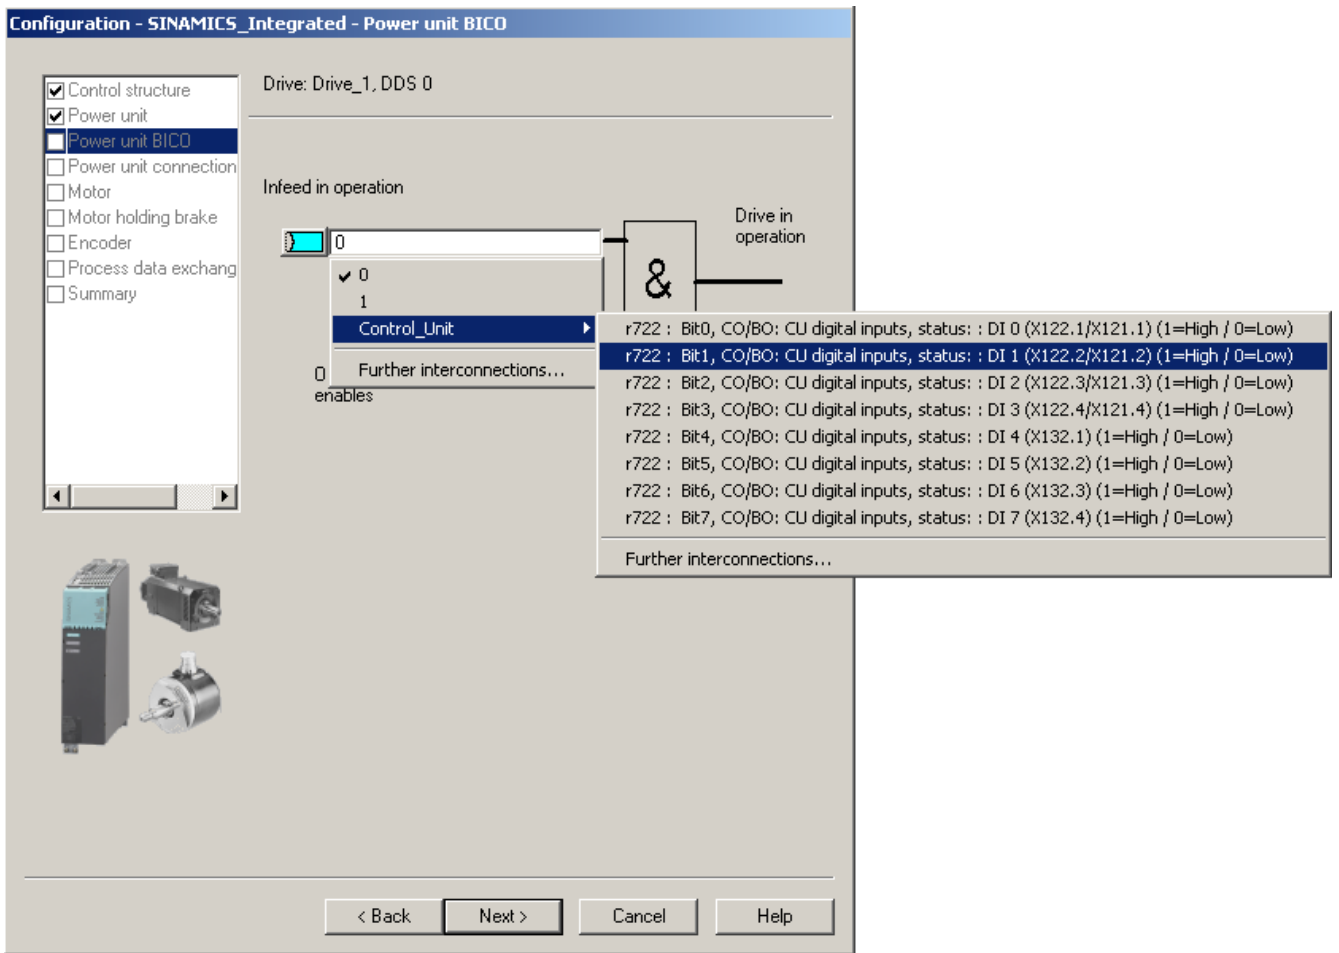 Configuration - SINAMICS_Integrated - Power unit BICO
Control structure
Power unit
Power unit BICO
Power unit connection
Motor
Motor holding brake
Encoder
Process data exchang
Summary
Drive: Drive_1, DDS 0
Infeed in operation
0
Drive in
operation
&
0
1
Control_Unit
Further interconnections...
0
enables
r722 : Bit0, CO/BO: CU digital inputs, status: : DI 0 (X122.1/X121.1) (1=High / 0=Low)
r722 : Bit1, CO/BO: CU digital inputs, status: : DI 1 (X122.2/X121.2) (1=High / 0=Low)
r722 : Bit2, CO/BO: CU digital inputs, status: : DI 2 (X122.3/X121.3) (1=High / 0=Low)
r722 : Bit3, CO/BO: CU digital inputs, status: : DI 3 (X122.4/X121.4) (1=High / 0=Low)
r722 : Bit4, CO/BO: CU digital inputs, status: : DI 4 (X132.1) (1=High / 0=Low)
r722 : Bit5, CO/BO: CU digital inputs, status: : DI 5 (X132.2) (1=High / 0=Low)
r722 : Bit6, CO/BO: CU digital inputs, status: : DI 6 (X132.3) (1=High / 0=Low)
r722 : Bit7, CO/BO: CU digital inputs, status: : DI 7 (X132.4) (1=High / 0=Low)
Further interconnections...
< Back
Next >
Cancel
Help